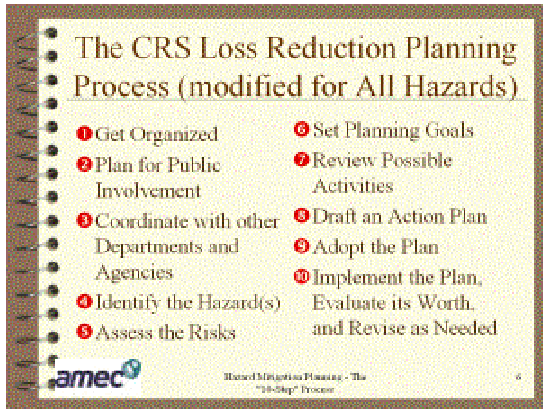 The CRS Loss Reduction Planning
Process (modified for All Hazards)
1 Get Organized
2 Plan for Public
Involvement
3 Coordinate with other
Departments and
Agencies
4 Identify the Hazard(s)
5 Assess the Risks
6 Set Planning Goals
7 Review Possible
Activities
8 Draft an Action Plan
9 Adopt the Plan
10 Implement the Plan,
Evaluate its Worth,
and Revise as Needed
amec
Hazard Mitigation Planning - The
"10-Step" Process
6